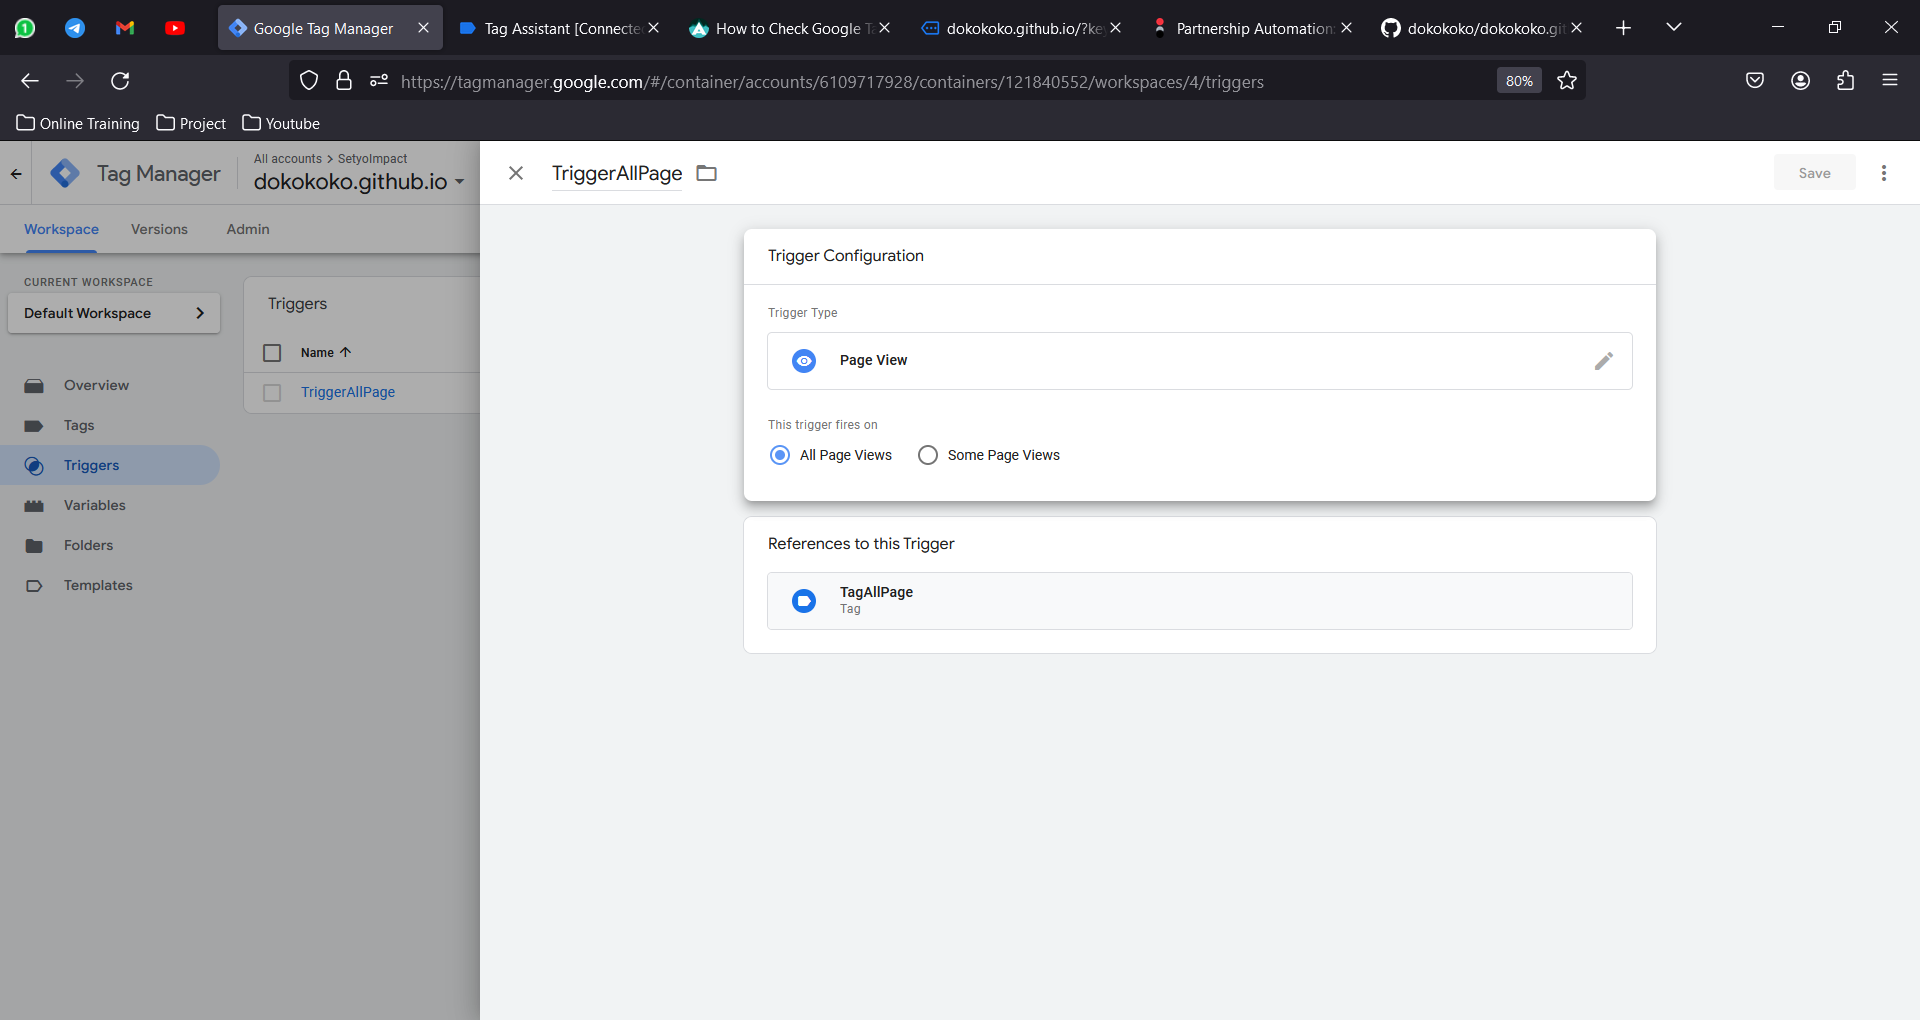 Google Tag Manager
Tag Assistant [Connecte
How to Check Google Ta
dokokoko.github.io/?key
Partnership Automation:
dokokoko/dokokoko.git
https://tagmanager.google.com/#/container/accounts/6109717928/containers/121840552/workspaces/4/triggers
80%
Online Training
Project
Youtube
Tag Manager
All accounts > SetyoImpact
dokokoko.github.io
TriggerAllPage
Save
Workspace
Versions
Admin
CURRENT WORKSPACE
Default Workspace
Overview
Tags
Triggers
Variables
Folders
Templates
Triggers
Name
TriggerAllPage
Trigger Configuration
Trigger Type
Page View
This trigger fires on
All Page Views
Some Page Views
References to this Trigger
TagAllPage
Tag